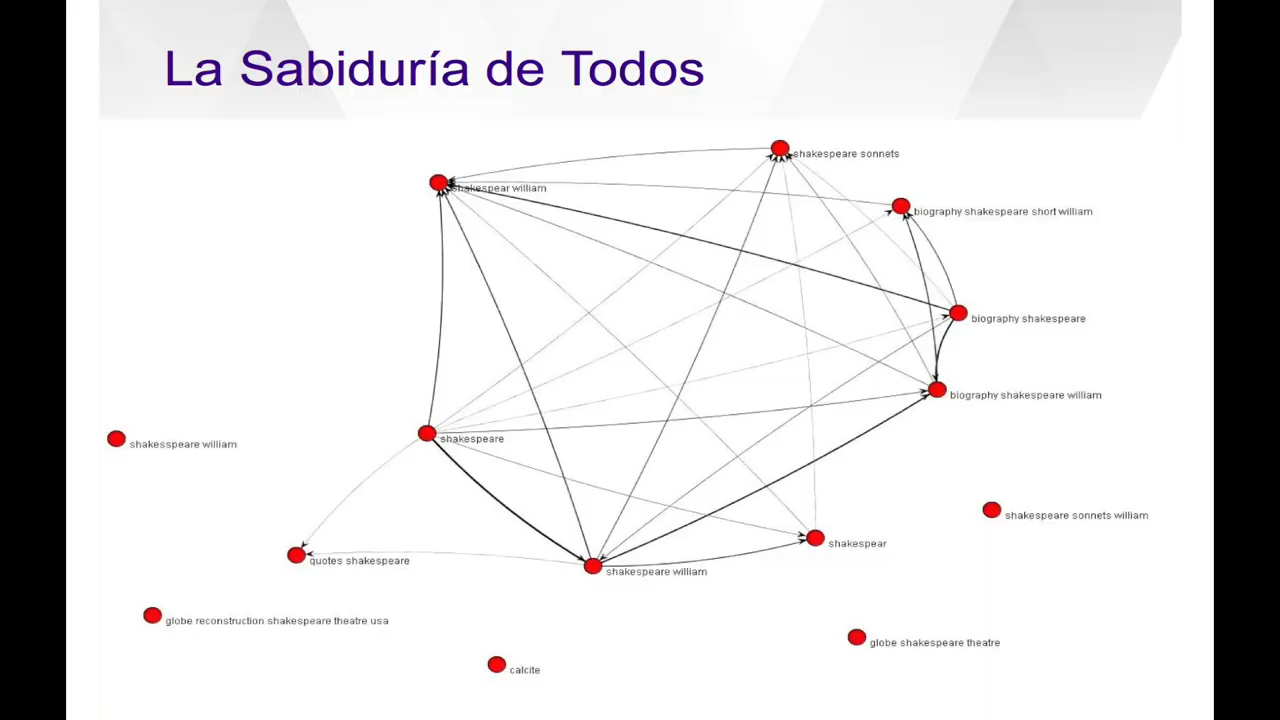 La Sabiduría de Todos
shakespeare sonnets
shakespear william
biography shakespeare short william
biography shakespeare
biography shakespeare william
shakespeare
shakesspeare william
shakespeare sonnets william
shakespear
quotes shakespeare
shakespeare william
globe reconstruction shakespeare theatre usa
globe shakespeare theatre
calcite